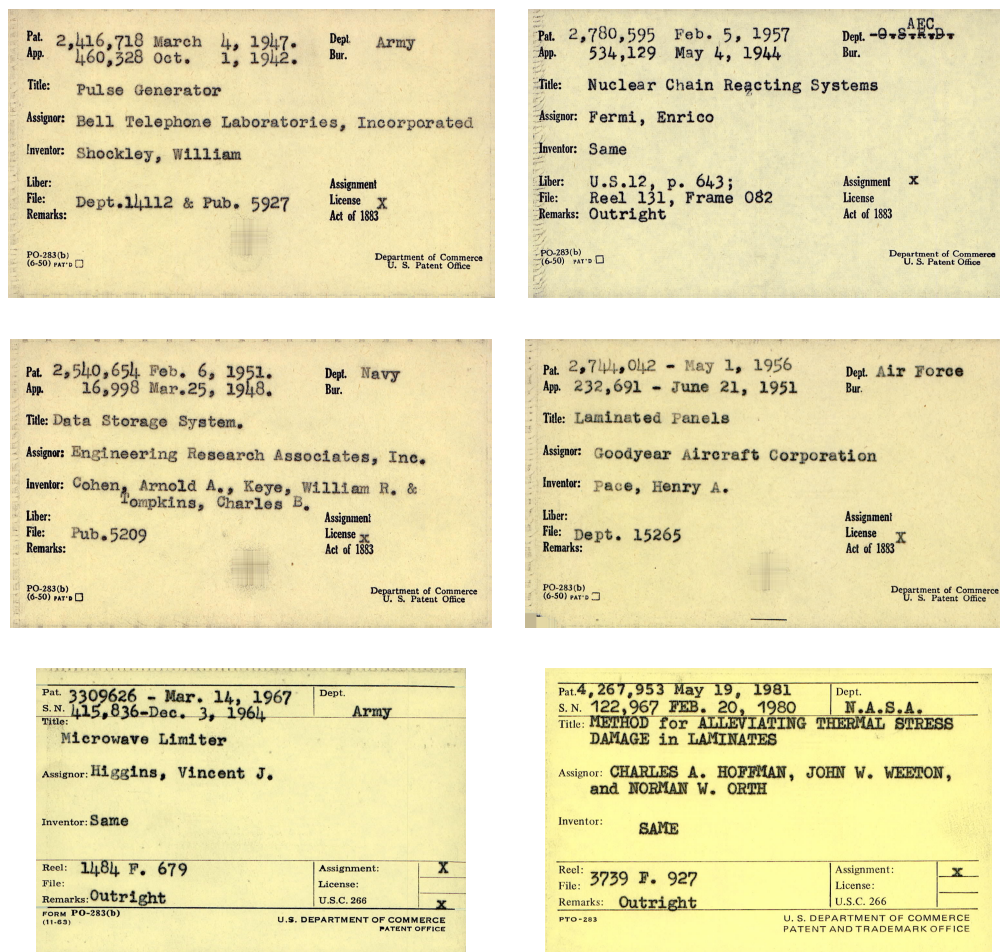 Pat. 2,416,718 March 4, 1947. Dept. Army
App. 460,328 Oct. 1, 1942. Bur.
Title: Pulse Generator
Assignor: Bell Telephone Laboratories, Incorporated
Inventor: Shockley, William
Liber: Assignment
File: Dept.14112 & Pub. 5927 License X
Remarks: Act of 1883
PO-283(b) Department of Commerce
(6-50) PAT'D U. S. Patent Office
AEC
Pat. 2,780,595 Feb. 5, 1957 Dept. -O.S.R.D.
App. 534,129 May 4, 1944 Bur.
Title: Nuclear Chain Reacting Systems
Assignor: Fermi, Enrico
Inventor: Same
Liber: U.S.12, p. 643; Assignment X
File: Reel 131, Frame 082 License
Remarks: Outright Act of 1883
PO-283(b) Department of Commerce
(6-50) PAT'D U. S. Patent Office
Pat. 2,540,654 Feb. 6, 1951. Dept. Navy
App. 16,998 Mar.25, 1948. Bur.
Title: Data Storage System.
Assignor: Engineering Research Associates, Inc.
Inventor: Cohen, Arnold A., Keye, William R. &
Tompkins, Charles B.
Liber: Assignment
File: Pub.5209 License X
Remarks: Act of 1883
PO-283(b) Department of Commerce
(6-50) PAT'D U. S. Patent Office
Pat. 2,744,042 - May 1, 1956 Dept. Air Force
App. 232,691 - June 21, 1951 Bur.
Title: Laminated Panels
Assignor: Goodyear Aircraft Corporation
Inventor: Pace, Henry A.
Liber: Assignment
File: Dept. 15265 License X
Remarks: Act of 1883
PO-283(b) Department of Commerce
(6-50) PAT'D U. S. Patent Office
Pat. 3309626 - Mar. 14, 1967 Dept.
S. N. 415,836-Dec. 3, 1964 Army
Title:
Microwave Limiter
Assignor: Higgins, Vincent J.
Inventor: Same
Reel: 1484 F. 679 Assignment: X
File: License:
Remarks: Outright U.S.C. 266 X
FORM PO-283(b) U.S. DEPARTMENT OF COMMERCE
(11-63) PATENT OFFICE
Pat. 4,267,953 May 19, 1981 Dept.
S. N. 122,967 FEB. 20, 1980 N.A.S.A.
Title: METHOD for ALLEVIATING THERMAL STRESS
DAMAGE in LAMINATES
Assignor: CHARLES A. HOFFMAN, JOHN W. WEETON,
and NORMAN W. ORTH
Inventor: SAME
Reel: 3739 F. 927 Assignment: X
File: License:
Remarks: Outright U.S.C. 266
PTO-283 U.S. DEPARTMENT OF COMMERCE
PATENT AND TRADEMARK OFFICE